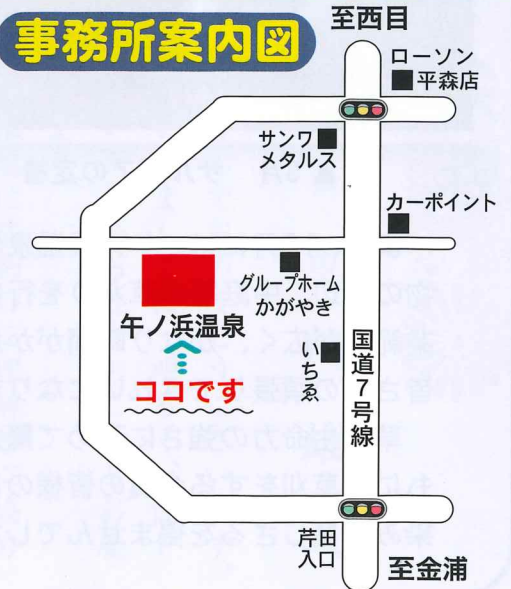 事務所案内図
至西目
ローソン
平森店
サンワ
メタルス
カーポイント
グループホーム
かがやき
午ノ浜温泉
いちゑ
国道7号線
ココです
芹田
入口
至金浦